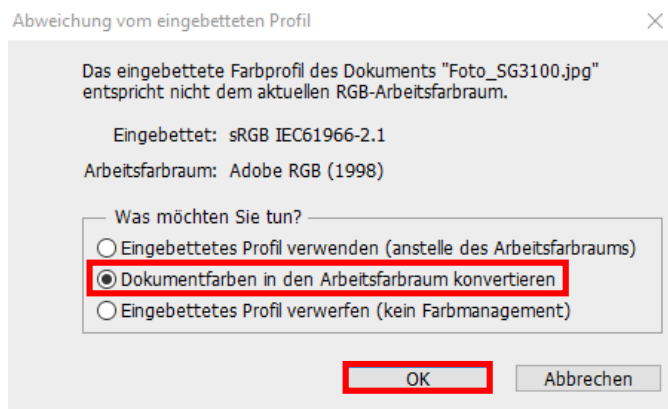 Abweichung vom eingebetteten Profil
Das eingebettete Farbprofil des Dokuments "Foto_SG3100.jpg"
entspricht nicht dem aktuellen RGB-Arbeitsfarbraum.
Eingebettet: sRGB IEC61966-2.1
Arbeitsfarbraum: Adobe RGB (1998)
Was möchten Sie tun?
Eingebettetes Profil verwenden (anstelle des Arbeitsfarbraums)
Dokumentfarben in den Arbeitsfarbraum konvertieren
Eingebettetes Profil verwerfen (kein Farbmanagement)
OK Abbrechen